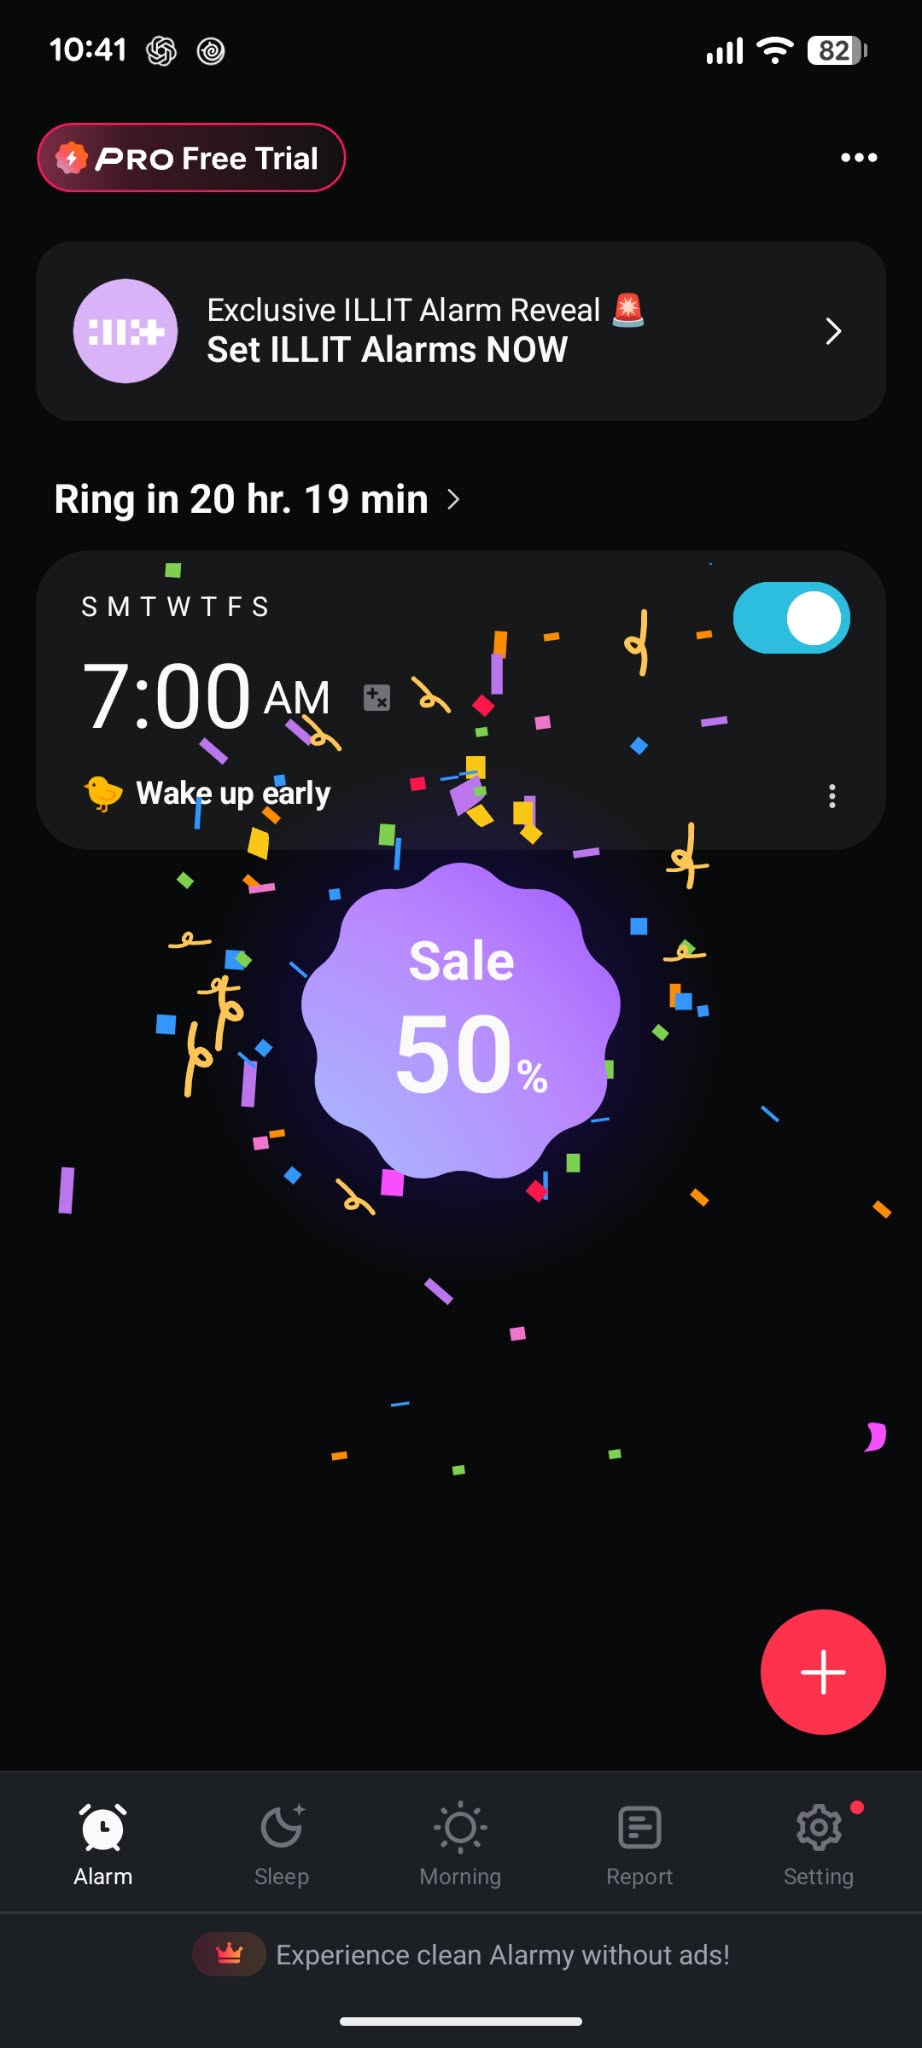 10:41
82
PRO Free Trial
Exclusive ILLIT Alarm Reveal 🚨
Set ILLIT Alarms NOW
Ring in 20 hr. 19 min
S M T W T F S
7:00 AM
🐤 Wake up early
Sale
50%
Alarm
Sleep
Morning
Report
Setting
Experience clean Alarmy without ads!